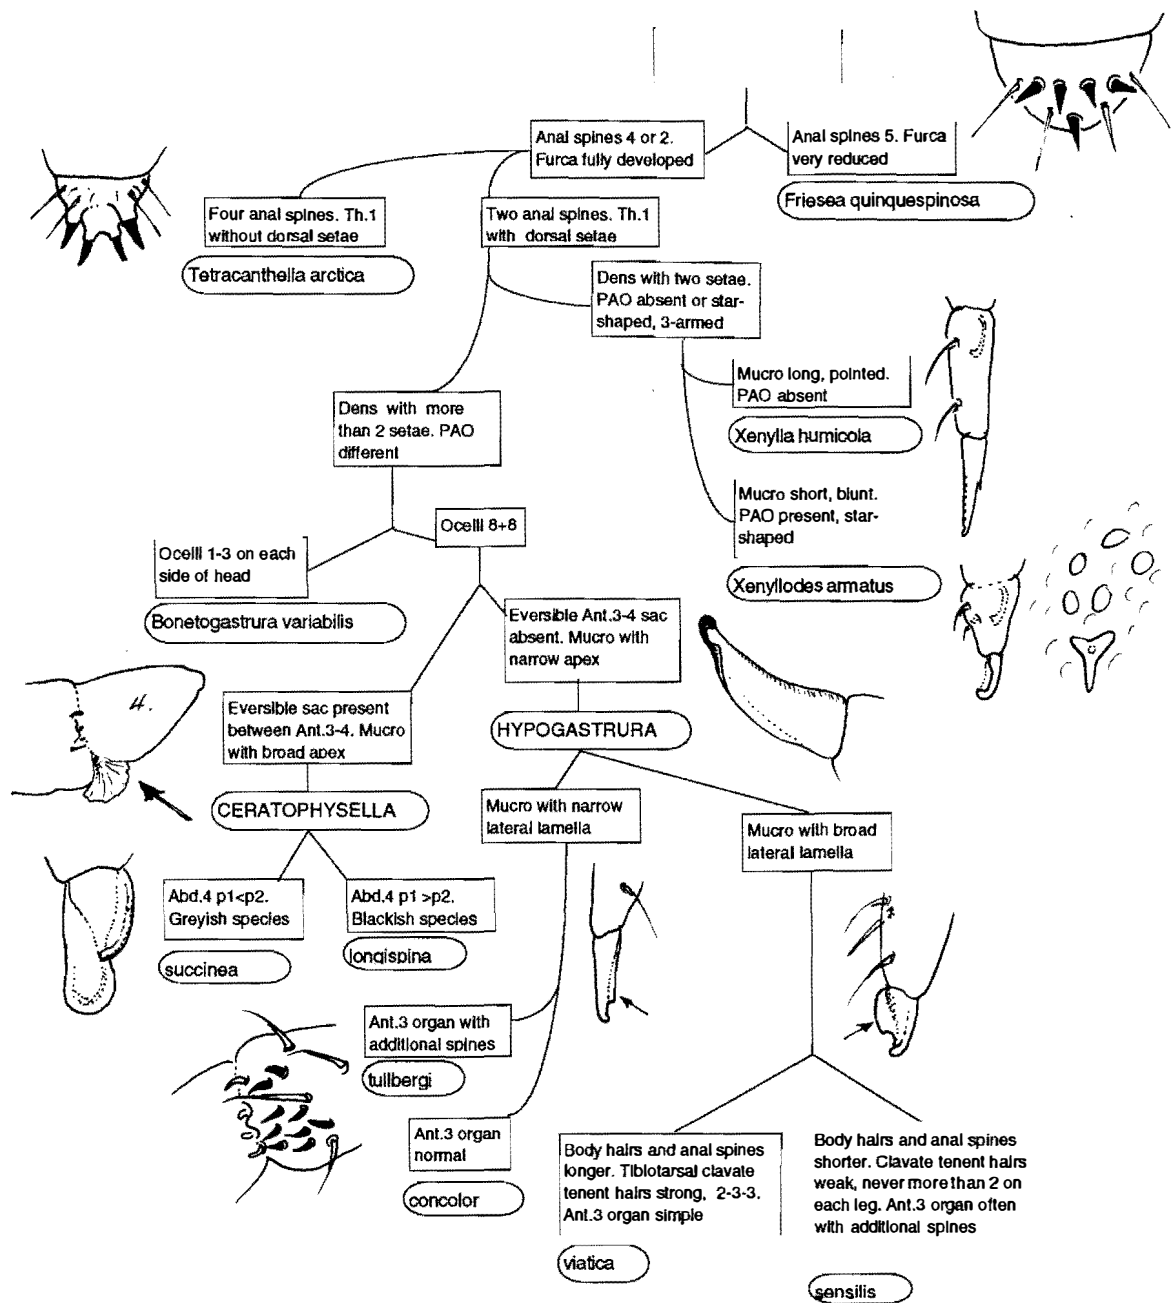 Anal spines 4 or 2.
Furca fully developed
Anal spines 5. Furca
very reduced
Friesea quinquespinosa
Four anal spines. Th.1
without dorsal setae
Tetracanthella arctica
Two anal spines. Th.1
with dorsal setae
Dens with two setae.
PAO absent or star-
shaped, 3-armed
Mucro long, pointed.
PAO absent
Xenylla humicola
Dens with more
than 2 setae. PAO
different
Mucro short, blunt.
PAO present, star-
shaped
Xenyllodes armatus
Ocelli 8+8
Ocelli 1-3 on each
side of head
Bonetogastrura variabilis
Eversible Ant.3-4 sac
absent. Mucro with
narrow apex
HYPOGASTRURA
4.
Eversible sac present
between Ant.3-4. Mucro
with broad apex
CERATOPHYSELLA
Mucro with narrow
lateral lamella
Mucro with broad
lateral lamella
Abd.4 p1<p2.
Greyish species
succinea
Abd.4 p1 >p2.
Blackish species
longispina
Ant.3 organ with
additional spines
tullbergi
Ant.3 organ
normal
concolor
Body hairs and anal spines
longer. Tibiotarsal clavate
tenent hairs strong, 2-3-3.
Ant.3 organ simple
viatica
Body hairs and anal spines
shorter. Clavate tenent hairs
weak, never more than 2 on
each leg. Ant.3 organ often
with additional spines
sensilis